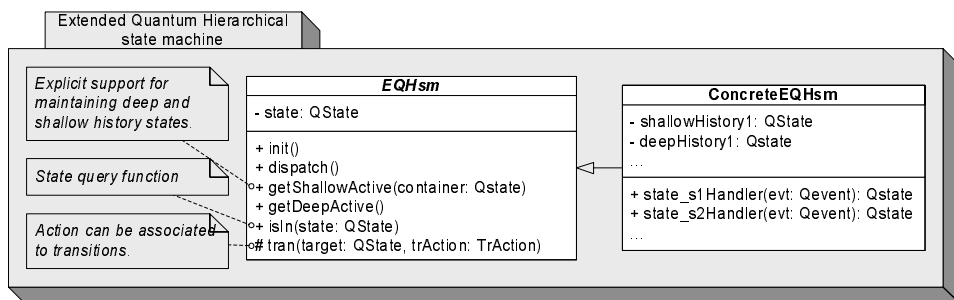 Extended Quantum Hierarchical
state machine
Explicit support for
maintaining deep and
shallow history states.
State query function
Action can be associated
to transitions.
EQHsm
- state: QState
+ init()
+ dispatch()
+ getShallowActive(container: Qstate)
+ getDeepActive()
+ isIn(state: QState)
# tran(target: QState, trAction: TrAction)
ConcreteEQHsm
- shallowHistory1: QState
- deepHistory1: Qstate
...
+ state_s1Handler(evt: Qevent): Qstate
+ state_s2Handler(evt: Qevent): Qstate
...